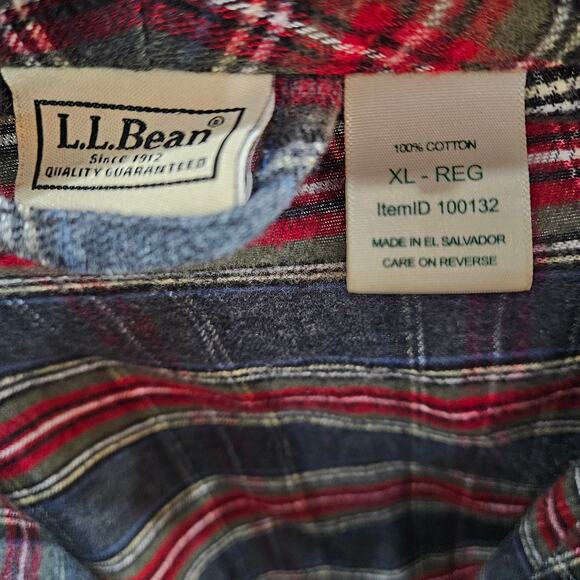 L.L.Bean®
Since 1912
QUALITY GUARANTEED
100% COTTON
XL - REG
ItemID 100132
MADE IN EL SALVADOR
CARE ON REVERSE